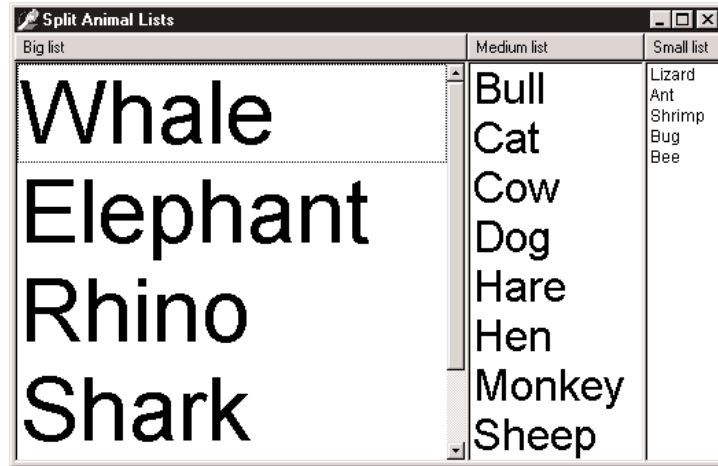 Split Animal Lists
Big list
Medium list
Small list
Whale
Elephant
Rhino
Shark
Bull
Cat
Cow
Dog
Hare
Hen
Monkey
Sheep
Lizard
Ant
Shrimp
Bug
Bee